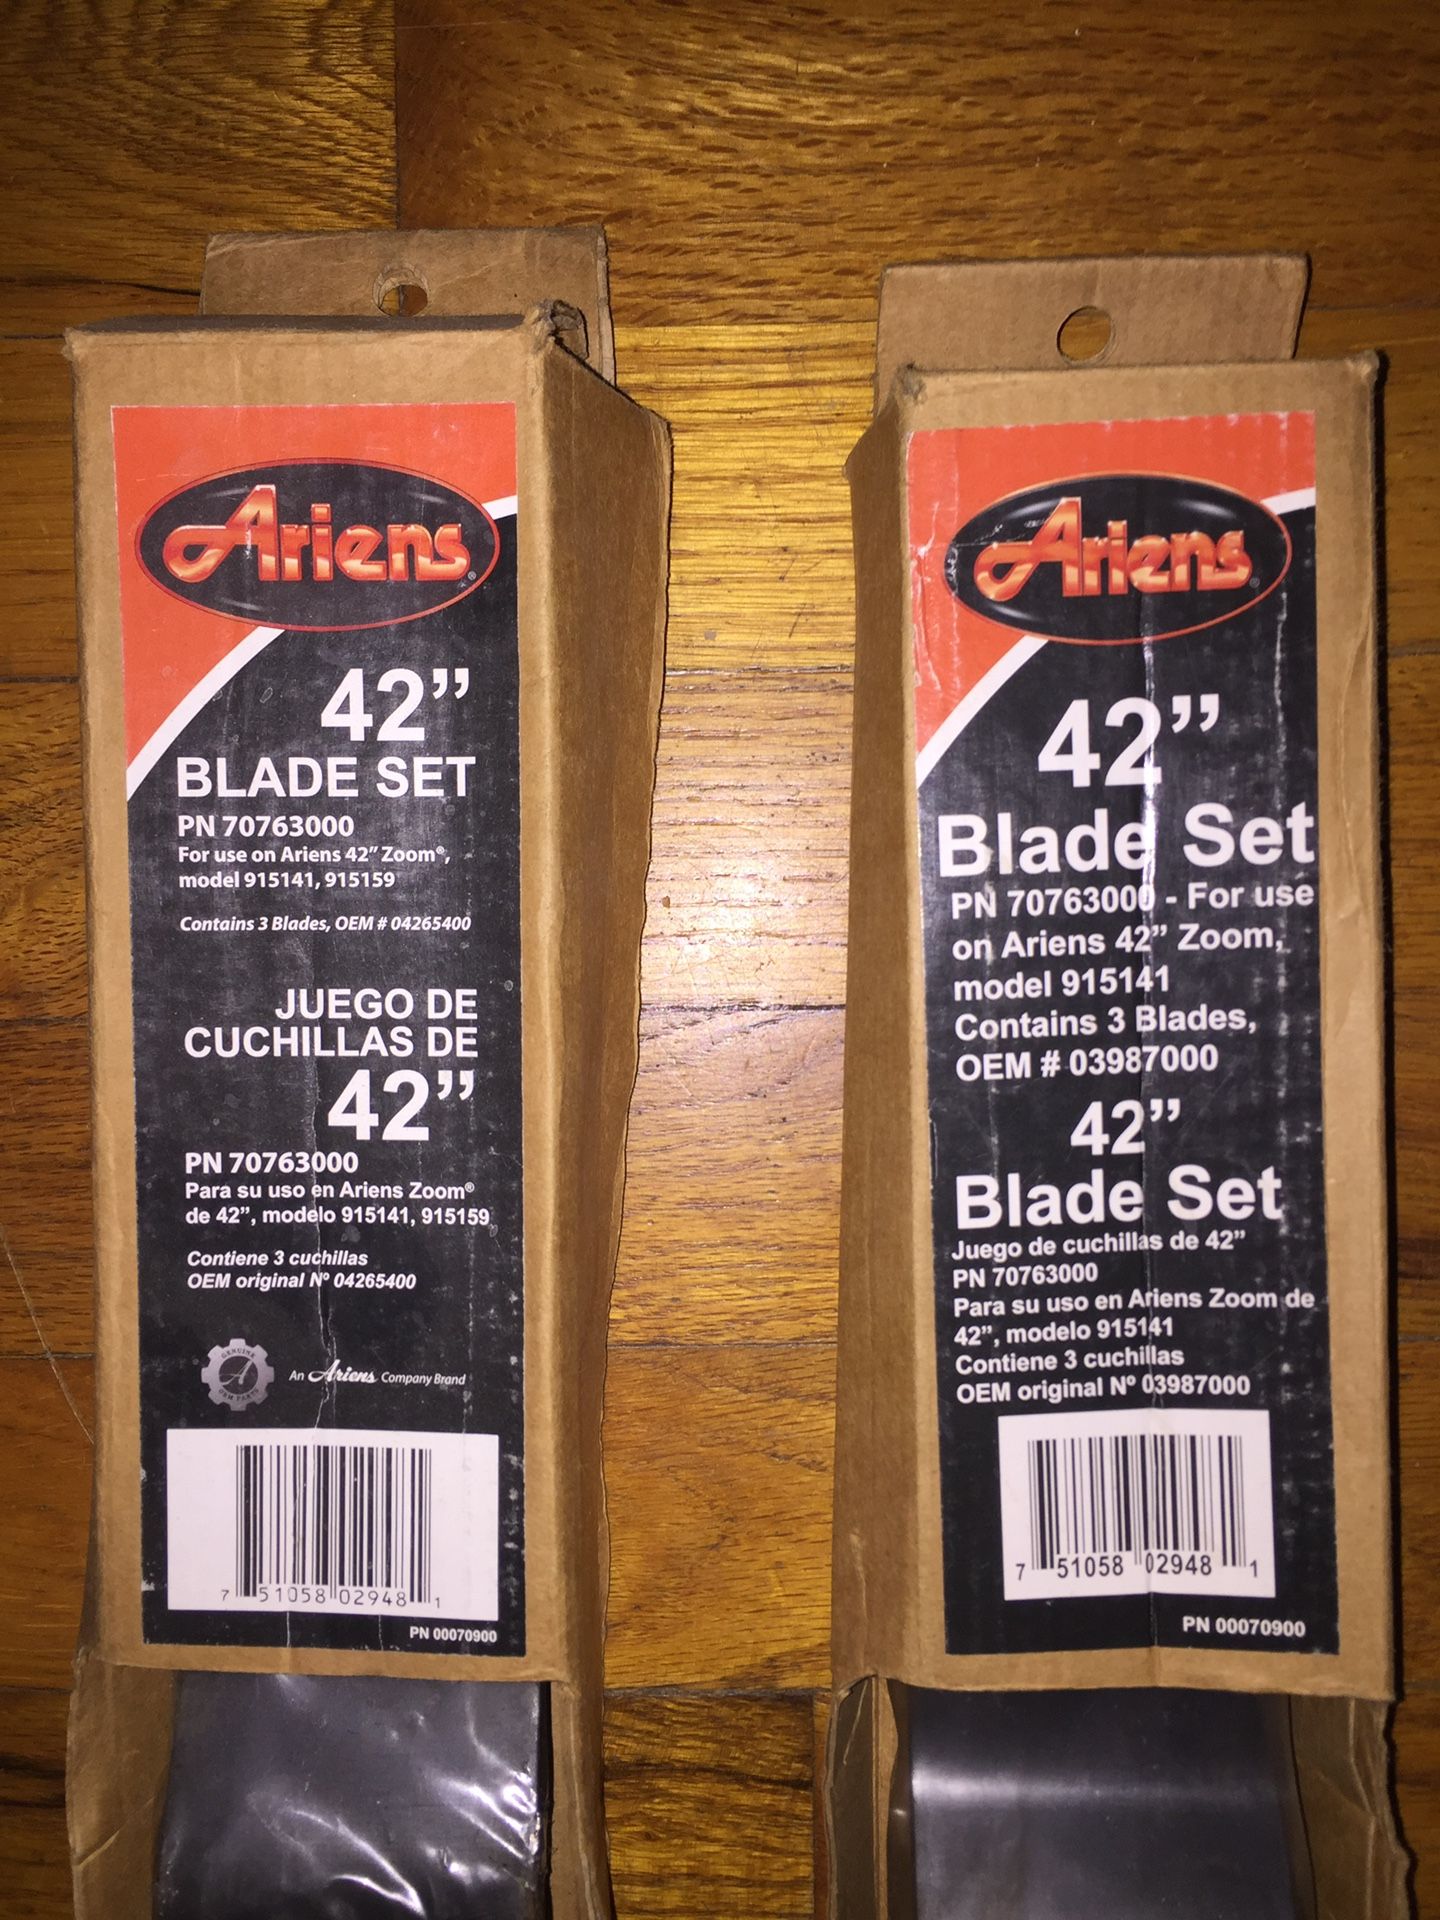 Ariens®
42”
BLADE SET
PN 70763000
For use on Ariens 42” Zoom®,
model 915141, 915159
Contains 3 Blades, OEM # 04265400
JUEGO DE
CUCHILLAS DE
42”
PN 70763000
Para su uso en Ariens Zoom®
de 42”, modelo 915141, 915159
Contiene 3 cuchillas
OEM original Nº 04265400
GENUINE
A
OEM PARTS
An Ariens Company Brand
7 51058 02948 1
PN 00070900
Ariens®
42”
Blade Set
PN 70763000 - For use
on Ariens 42” Zoom,
model 915141
Contains 3 Blades,
OEM # 03987000
42”
Blade Set
Juego de cuchillas de 42”
PN 70763000
Para su uso en Ariens Zoom de
42”, modelo 915141
Contiene 3 cuchillas
OEM original Nº 03987000
7 51058 02948 1
PN 00070900